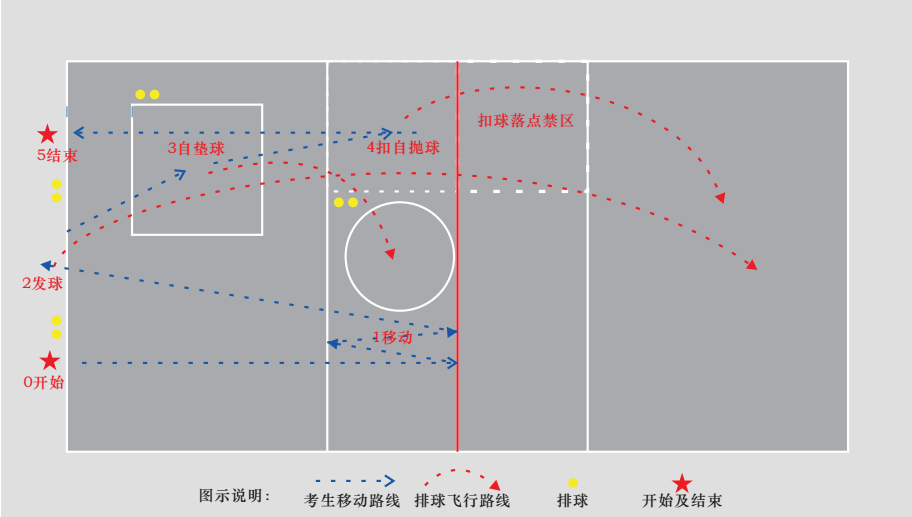 扣球落点禁区
3自垫球
4扣自抛球
5结束
2发球
1移动
0开始
图示说明：
考生移动路线
排球飞行路线
排球
开始及结束